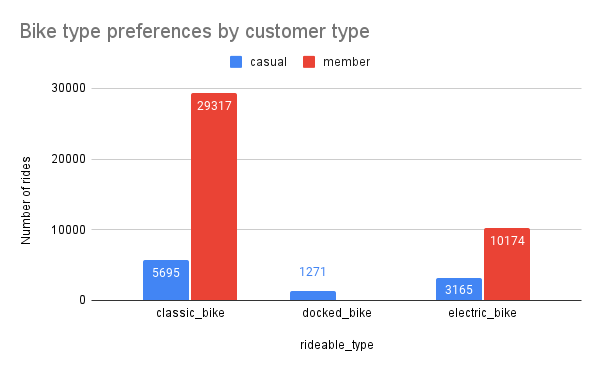 Bike type preferences by customer type
casual member
30000
20000
10000
0
Number of rides
29317
5695
1271
10174
3165
classic_bike docked_bike electric_bike
rideable_type